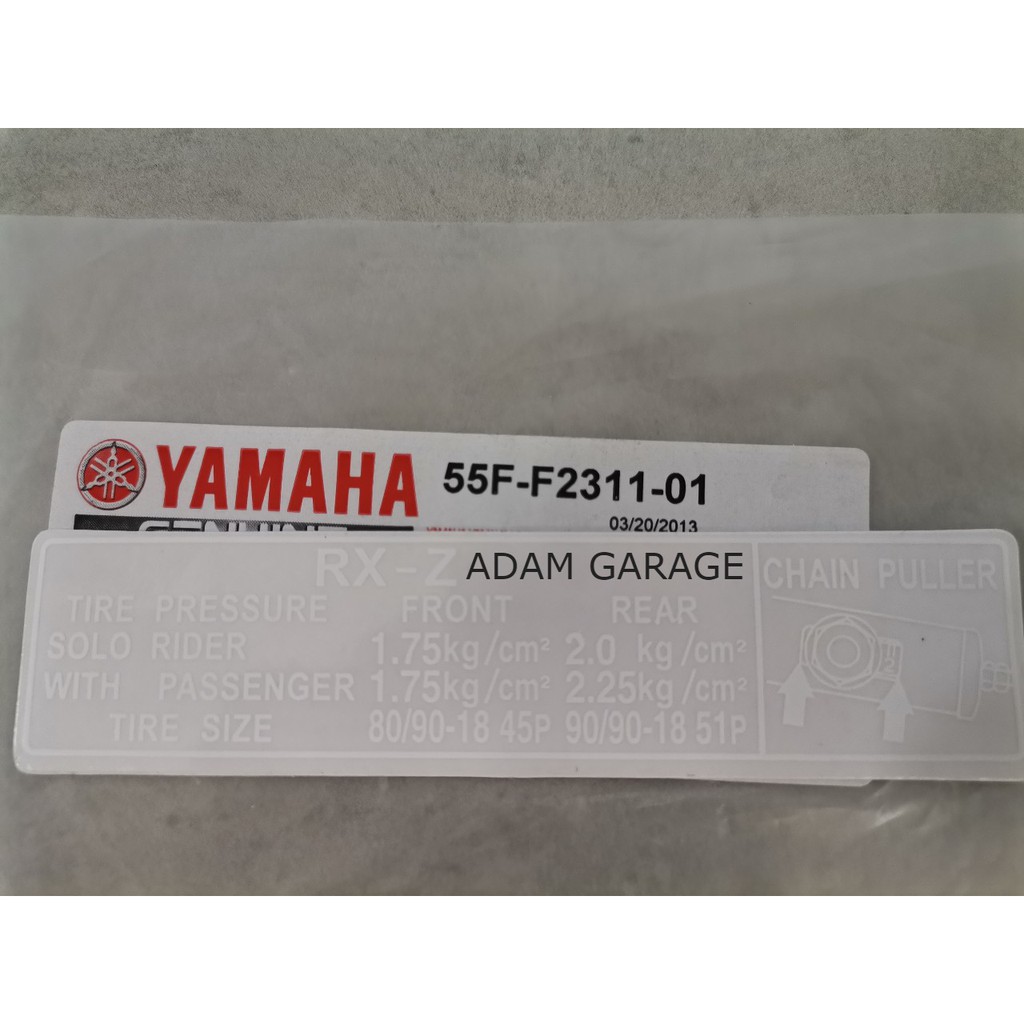 YAMAHA 55F-F2311-01
GENUINE
03/20/2013
RX-Z ADAM GARAGE
CHAIN PULLER
TIRE PRESSURE FRONT REAR
SOLO RIDER 1.75kg/cm² 2.0 kg/cm²
WITH PASSENGER 1.75kg/cm² 2.25kg/cm²
TIRE SIZE 80/90-18 45P 90/90-18 51P